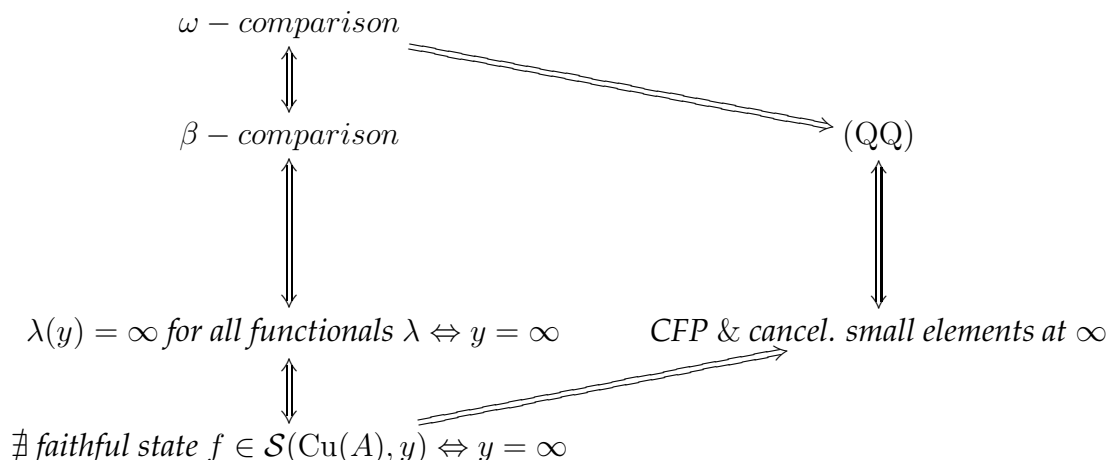 ω − comparison
β − comparison
(QQ)
λ(y) = ∞ for all functionals λ ⇔ y = ∞
CFP & cancel. small elements at ∞
∄ faithful state f ∈ 𝒮(Cu(A), y) ⇔ y = ∞